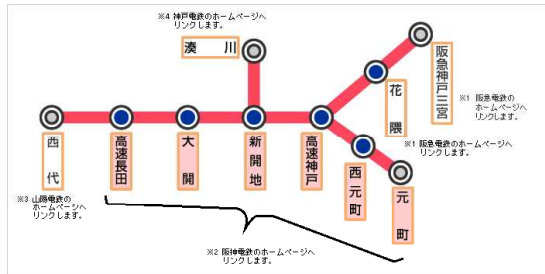 ※4 神戸電鉄のホームページへ
リンクします。
湊　川
阪急神戸三宮
花　隈
※1 阪急電鉄の
ホームページへ
リンクします。
※1 阪急電鉄のホームページへ
リンクします。
西　代
高速長田
大　開
新開地
高速神戸
西元町
元　町
※3 山陽電鉄の
ホームページへ
リンクします。
※2 阪神電鉄のホームページへ
リンクします。